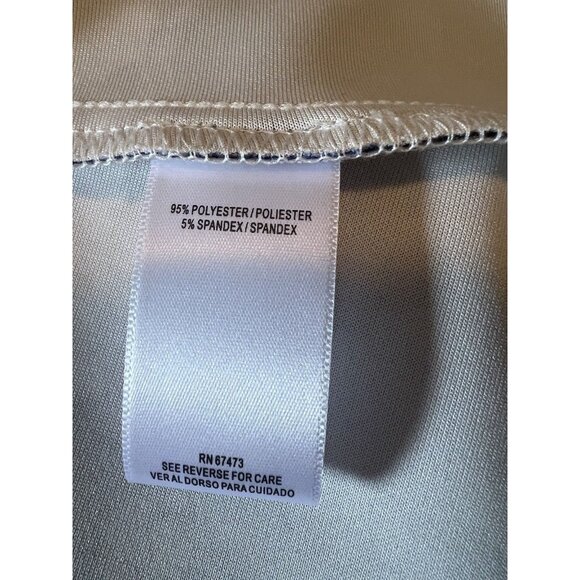 95% POLYESTER/POLIESTER
5% SPANDEX/SPANDEX
RN 67473
SEE REVERSE FOR CARE
VER AL DORSO PARA CUIDADO